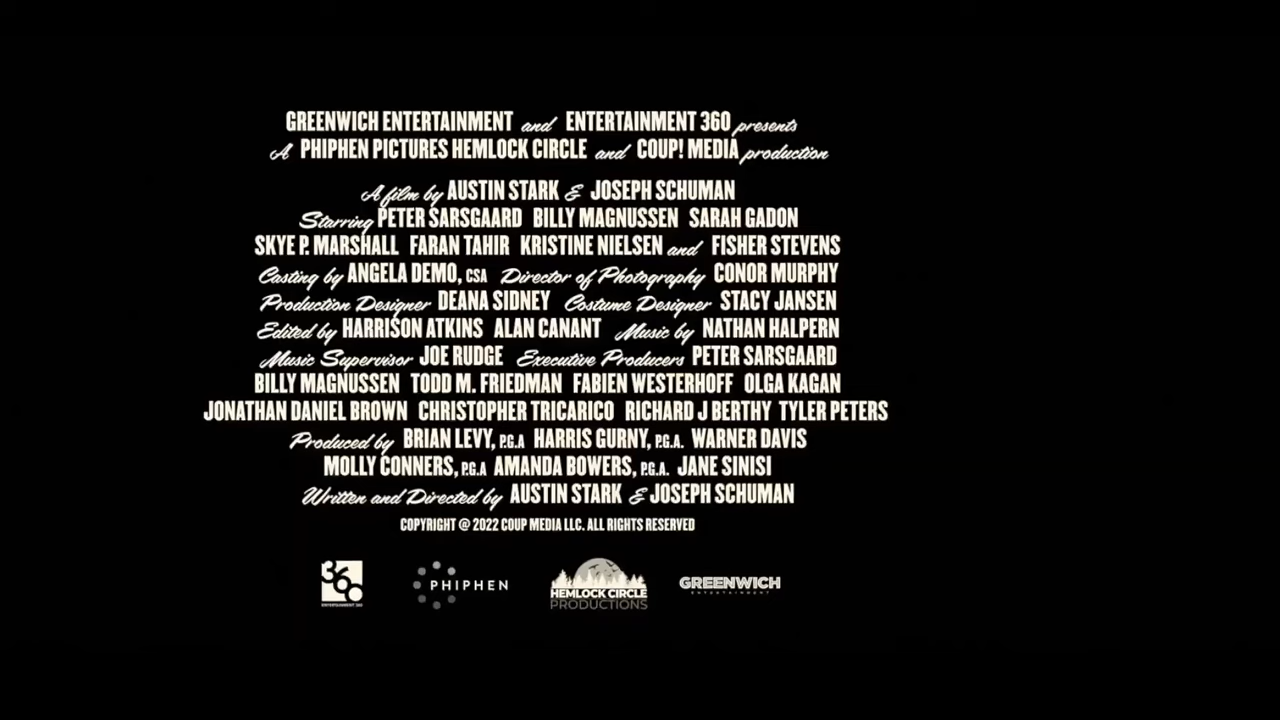 GREENWICH ENTERTAINMENT and ENTERTAINMENT 360 presents
A PHIPHEN PICTURES HEMLOCK CIRCLE and COUP! MEDIA production
A film by AUSTIN STARK & JOSEPH SCHUMAN
Starring PETER SARSGAARD BILLY MAGNUSSEN SARAH GADON
SKYE P. MARSHALL FARAN TAHIR KRISTINE NIELSEN and FISHER STEVENS
Casting by ANGELA DEMO, CSA Director of Photography CONOR MURPHY
Production Designer DEANA SIDNEY Costume Designer STACY JANSEN
Edited by HARRISON ATKINS ALAN CANANT Music by NATHAN HALPERN
Music Supervisor JOE RUDGE Executive Producers PETER SARSGAARD
BILLY MAGNUSSEN TODD M. FRIEDMAN FABIEN WESTERHOFF OLGA KAGAN
JONATHAN DANIEL BROWN CHRISTOPHER TRICARICO RICHARD J BERTHY TYLER PETERS
Produced by BRIAN LEVY, P.G.A HARRIS GURNY, P.G.A. WARNER DAVIS
MOLLY CONNERS, P.G.A AMANDA BOWERS, P.G.A. JANE SINISI
Written and Directed by AUSTIN STARK & JOSEPH SCHUMAN
COPYRIGHT @ 2022 COUP MEDIA LLC. ALL RIGHTS RESERVED
360
ENTERTAINMENT 360
PHIPHEN
HEMLOCK CIRCLE
PRODUCTIONS
GREENWICH
ENTERTAINMENT